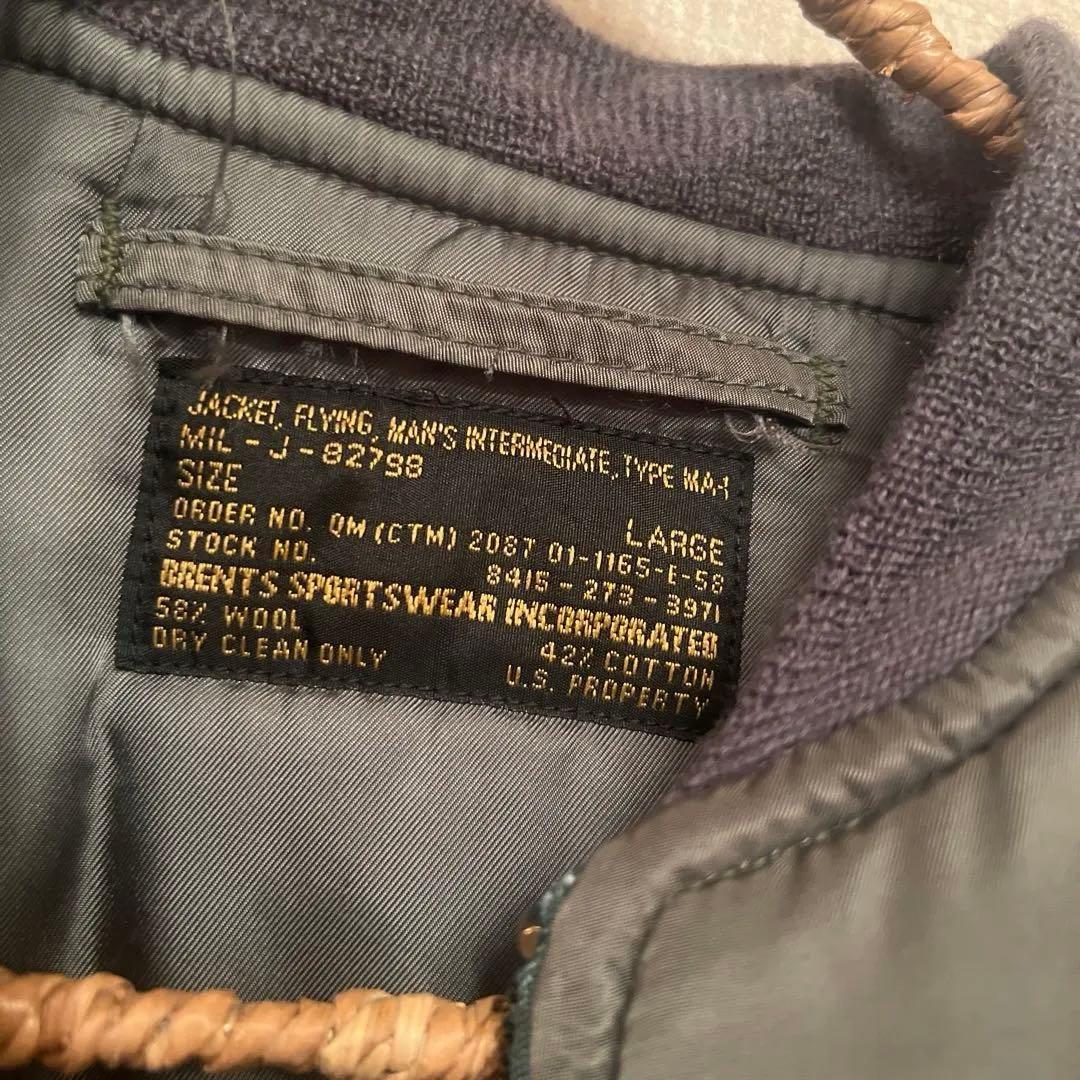 JACKET, FLYING, MAN'S INTERMEDIATE, TYPE MA-1
MIL - J - 82798
SIZE LARGE
ORDER NO. QM (CTM) 2087 01-1165-E-58
STOCK NO. 8415 - 273 - 3971
BRENT'S SPORTSWEAR INCORPORATED
58% WOOL 42% COTTON
DRY CLEAN ONLY U.S. PROPERTY